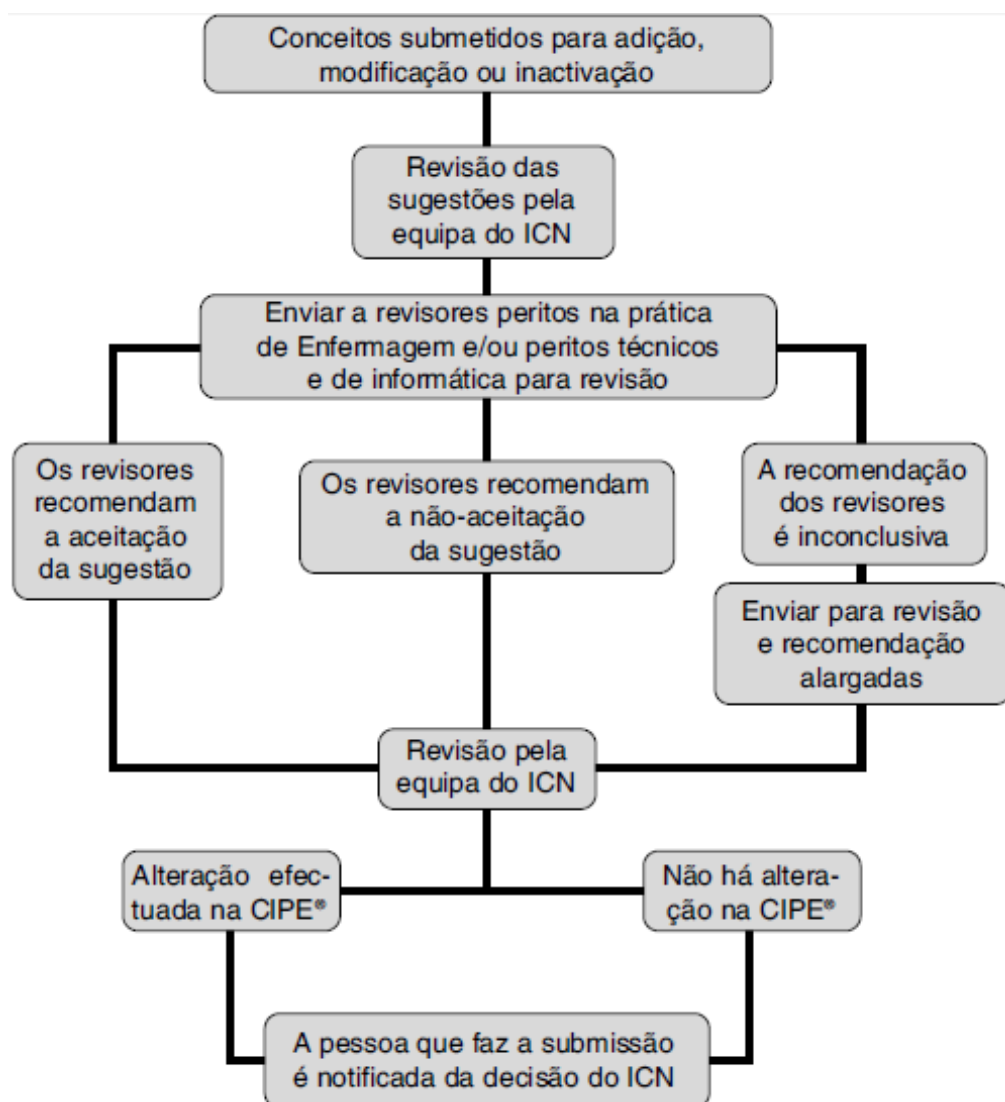 Conceitos submetidos para adição,
modificação ou inactivação
Revisão das
sugestões pela
equipa do ICN
Enviar a revisores peritos na prática
de Enfermagem e/ou peritos técnicos
e de informática para revisão
Os revisores
recomendam
a aceitação
da sugestão
Os revisores recomendam
a não-aceitação
da sugestão
A recomendação
dos revisores
é inconclusiva
Enviar para revisão
e recomendação
alargadas
Revisão pela
equipa do ICN
Alteração efec-
tuada na CIPE®
Não há altera-
ção na CIPE®
A pessoa que faz a submissão
é notificada da decisão do ICN